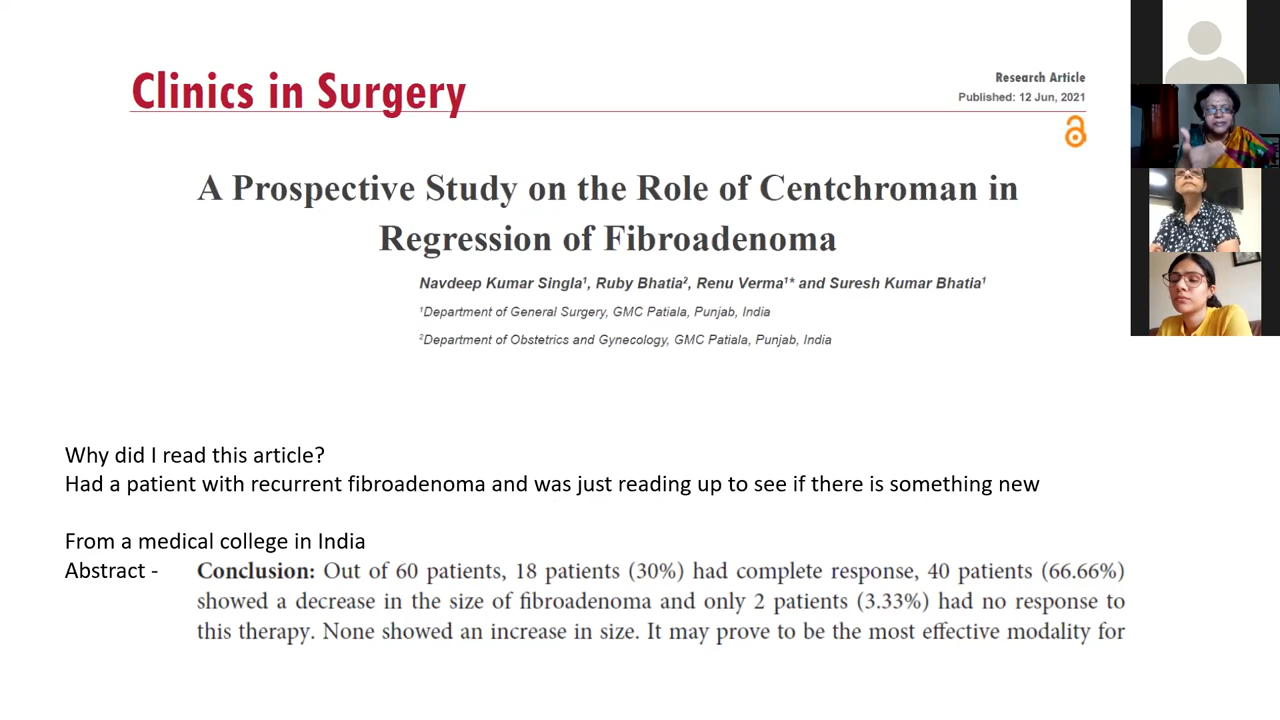 Clinics in Surgery
Research Article
Published: 12 Jun, 2021
A Prospective Study on the Role of Centchroman in
Regression of Fibroadenoma
Navdeep Kumar Singla¹, Ruby Bhatia², Renu Verma¹* and Suresh Kumar Bhatia¹
¹Department of General Surgery, GMC Patiala, Punjab, India
²Department of Obstetrics and Gynecology, GMC Patiala, Punjab, India
Why did I read this article?
Had a patient with recurrent fibroadenoma and was just reading up to see if there is something new
From a medical college in India
Abstract - Conclusion: Out of 60 patients, 18 patients (30%) had complete response, 40 patients (66.66%)
showed a decrease in the size of fibroadenoma and only 2 patients (3.33%) had no response to
this therapy. None showed an increase in size. It may prove to be the most effective modality for